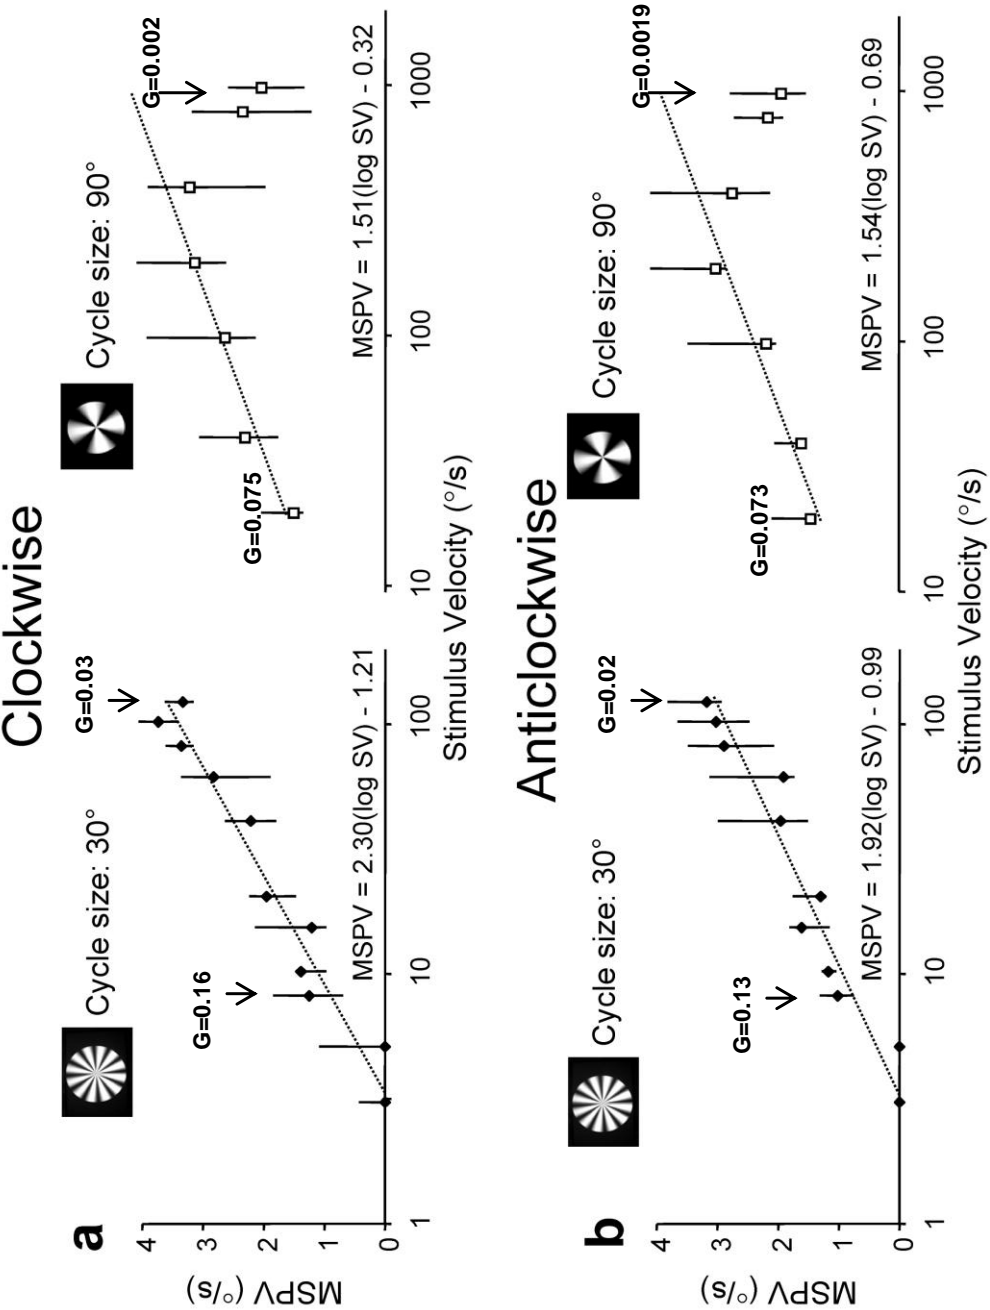 Clockwise
a
Cycle size: 30°
Cycle size: 90°
G=0.16
G=0.03
G=0.075
G=0.002
MSPV (°/s)
4
3
2
1
0
MSPV = 2.30(log SV) - 1.21
MSPV = 1.51(log SV) - 0.32
1
10
100
10
100
1000
Stimulus Velocity (°/s)
Anticlockwise
b
Cycle size: 30°
Cycle size: 90°
G=0.13
G=0.02
G=0.073
G=0.0019
MSPV (°/s)
4
3
2
1
0
MSPV = 1.92(log SV) - 0.99
MSPV = 1.54(log SV) - 0.69
1
10
100
10
100
1000
Stimulus Velocity (°/s)